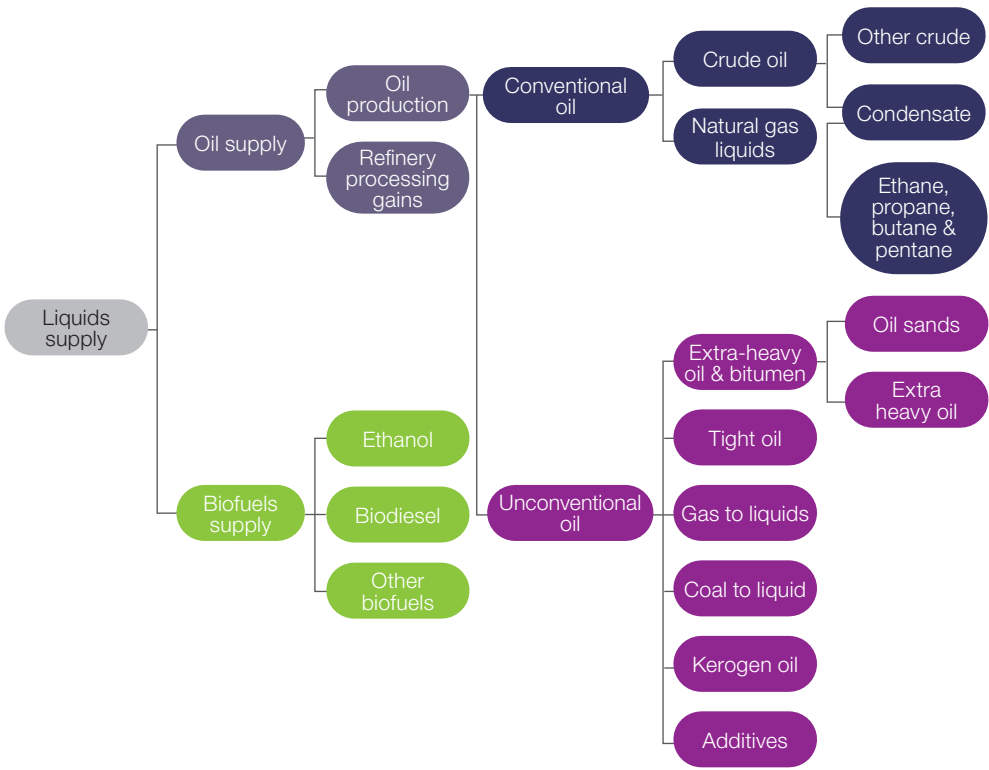 Liquids
supply
Oil supply
Biofuels
supply
Oil
production
Refinery
processing
gains
Ethanol
Biodiesel
Other
biofuels
Conventional
oil
Unconventional
oil
Crude oil
Natural gas
liquids
Other crude
Condensate
Ethane,
propane,
butane &
pentane
Extra-heavy
oil & bitumen
Tight oil
Gas to liquids
Coal to liquid
Kerogen oil
Additives
Oil sands
Extra
heavy oil